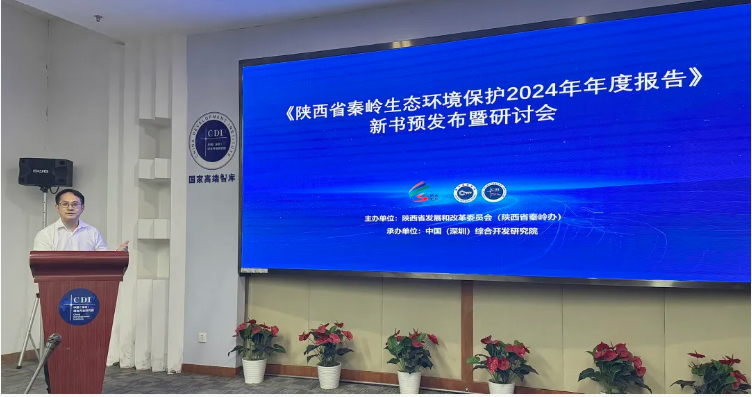 《陕西省秦岭生态环境保护2024年年度报告》
新书预发布暨研讨会
主办单位：陕西省发展和改革委员会（陕西省秦岭办）
承办单位：中国（深圳）综合开发研究院
CHINA DEVELOPMENT INSTITUTE
CDI
国家高端智库
CDI